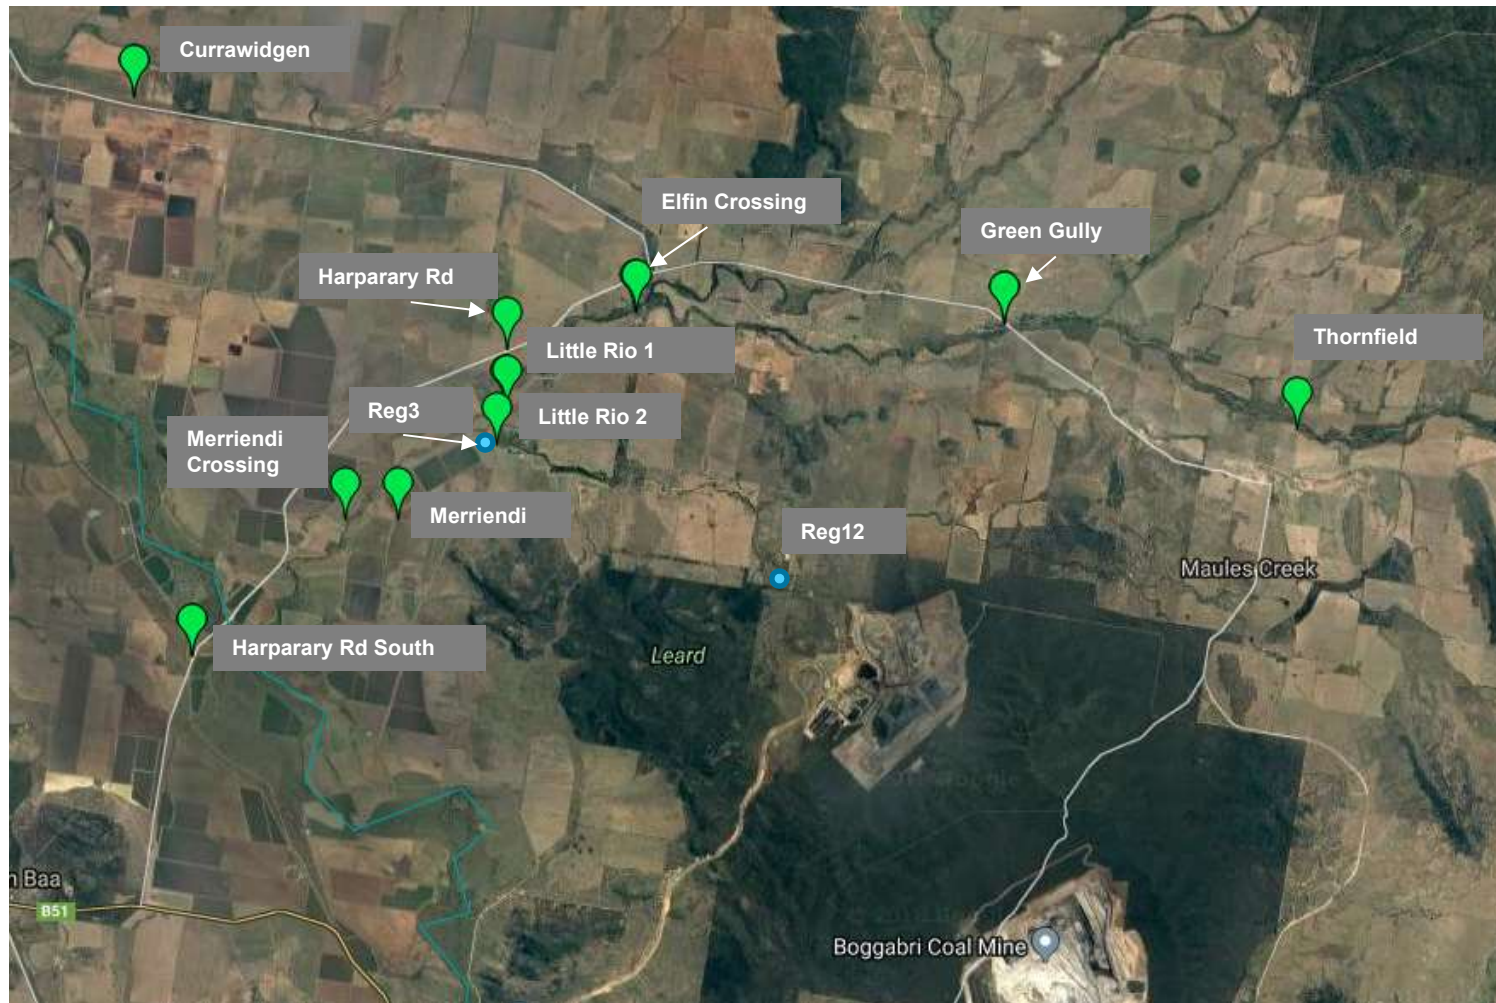 Currawidgen
Elfin Crossing
Green Gully
Harparary Rd
Thornfield
Little Rio 1
Reg3
Little Rio 2
Merriendi
Crossing
Merriendi
Reg12
Maules Creek
Harparary Rd South
Leard
n Baa
B51
Boggabri Coal Mine